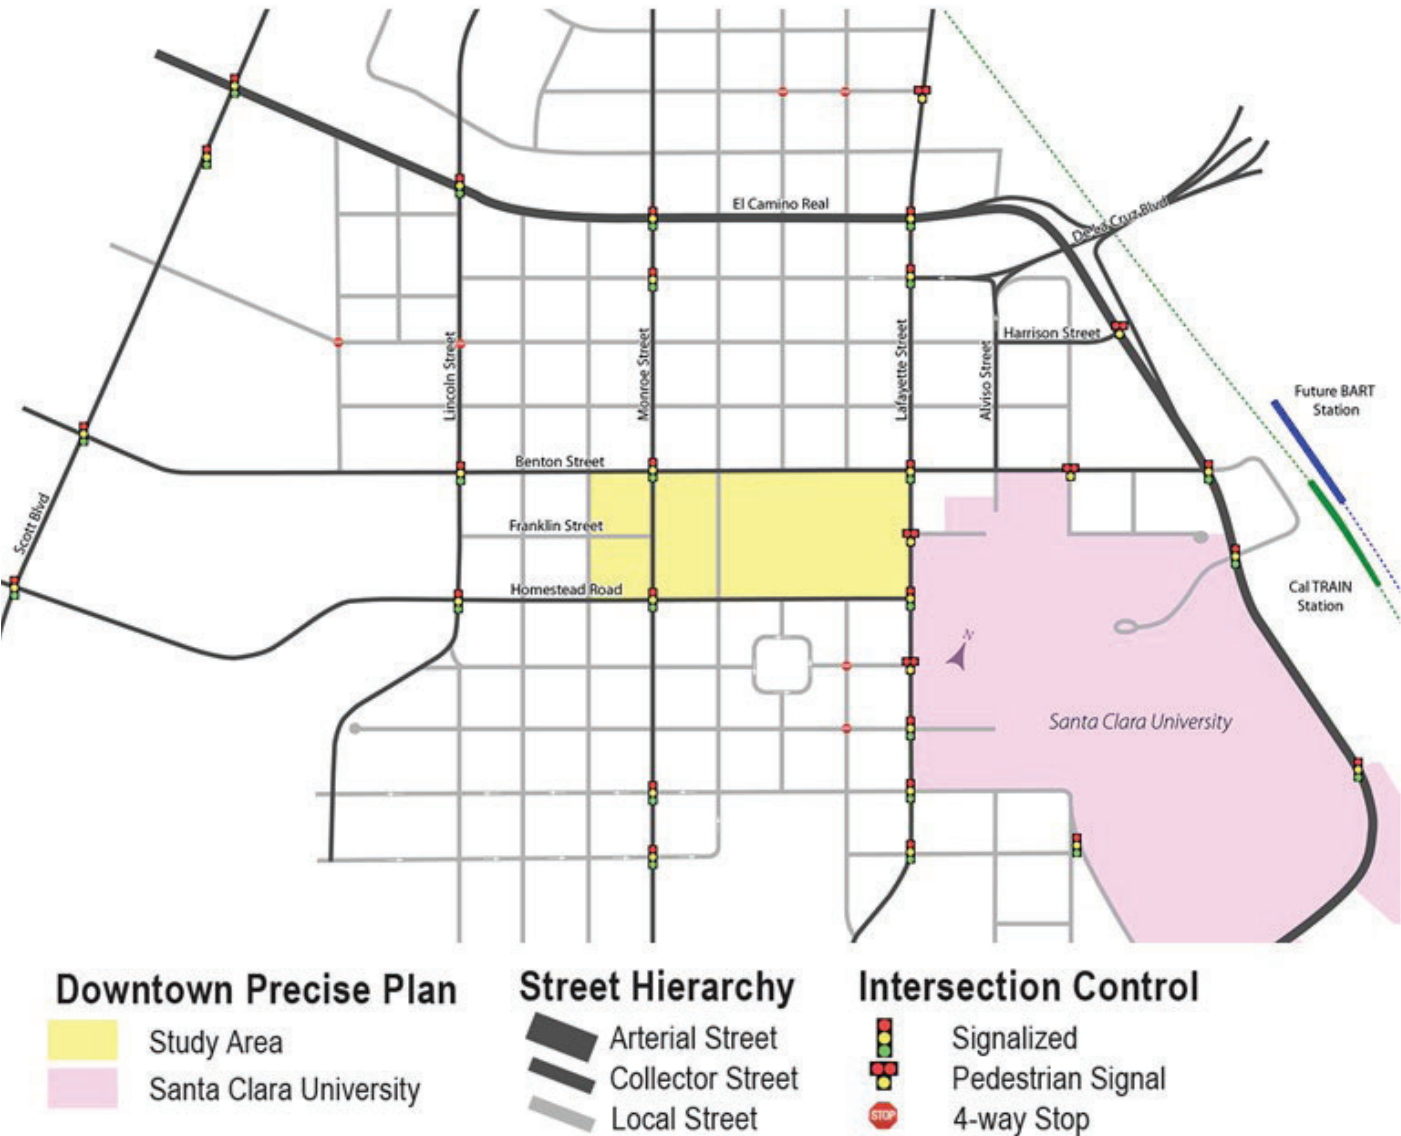 El Camino Real
De La Cruz Blvd
Harrison Street
Lincoln Street
Monroe Street
Lafayette Street
Alviso Street
Future BART
Station
Benton Street
Scott Blvd
Franklin Street
Homestead Road
Cal TRAIN
Station
N
Santa Clara University
Downtown Precise Plan
Study Area
Santa Clara University
Street Hierarchy
Arterial Street
Collector Street
Local Street
Intersection Control
Signalized
Pedestrian Signal
STOP
4-way Stop